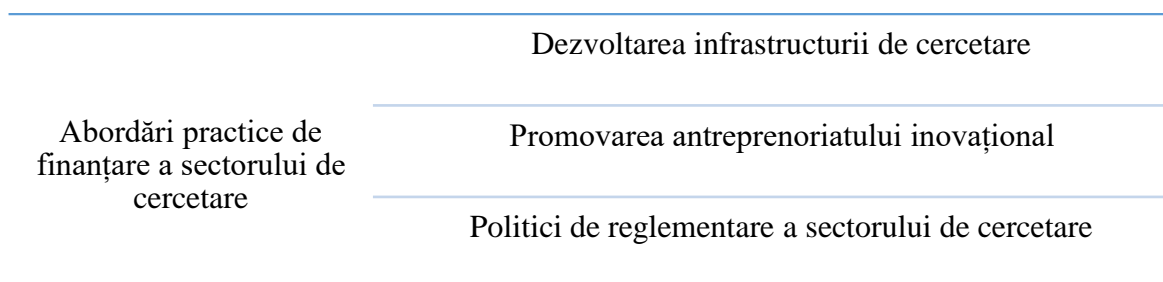 Abordări practice de
finanțare a sectorului de
cercetare
Dezvoltarea infrastructurii de cercetare
Promovarea antreprenoriatului inovațional
Politici de reglementare a sectorului de cercetare